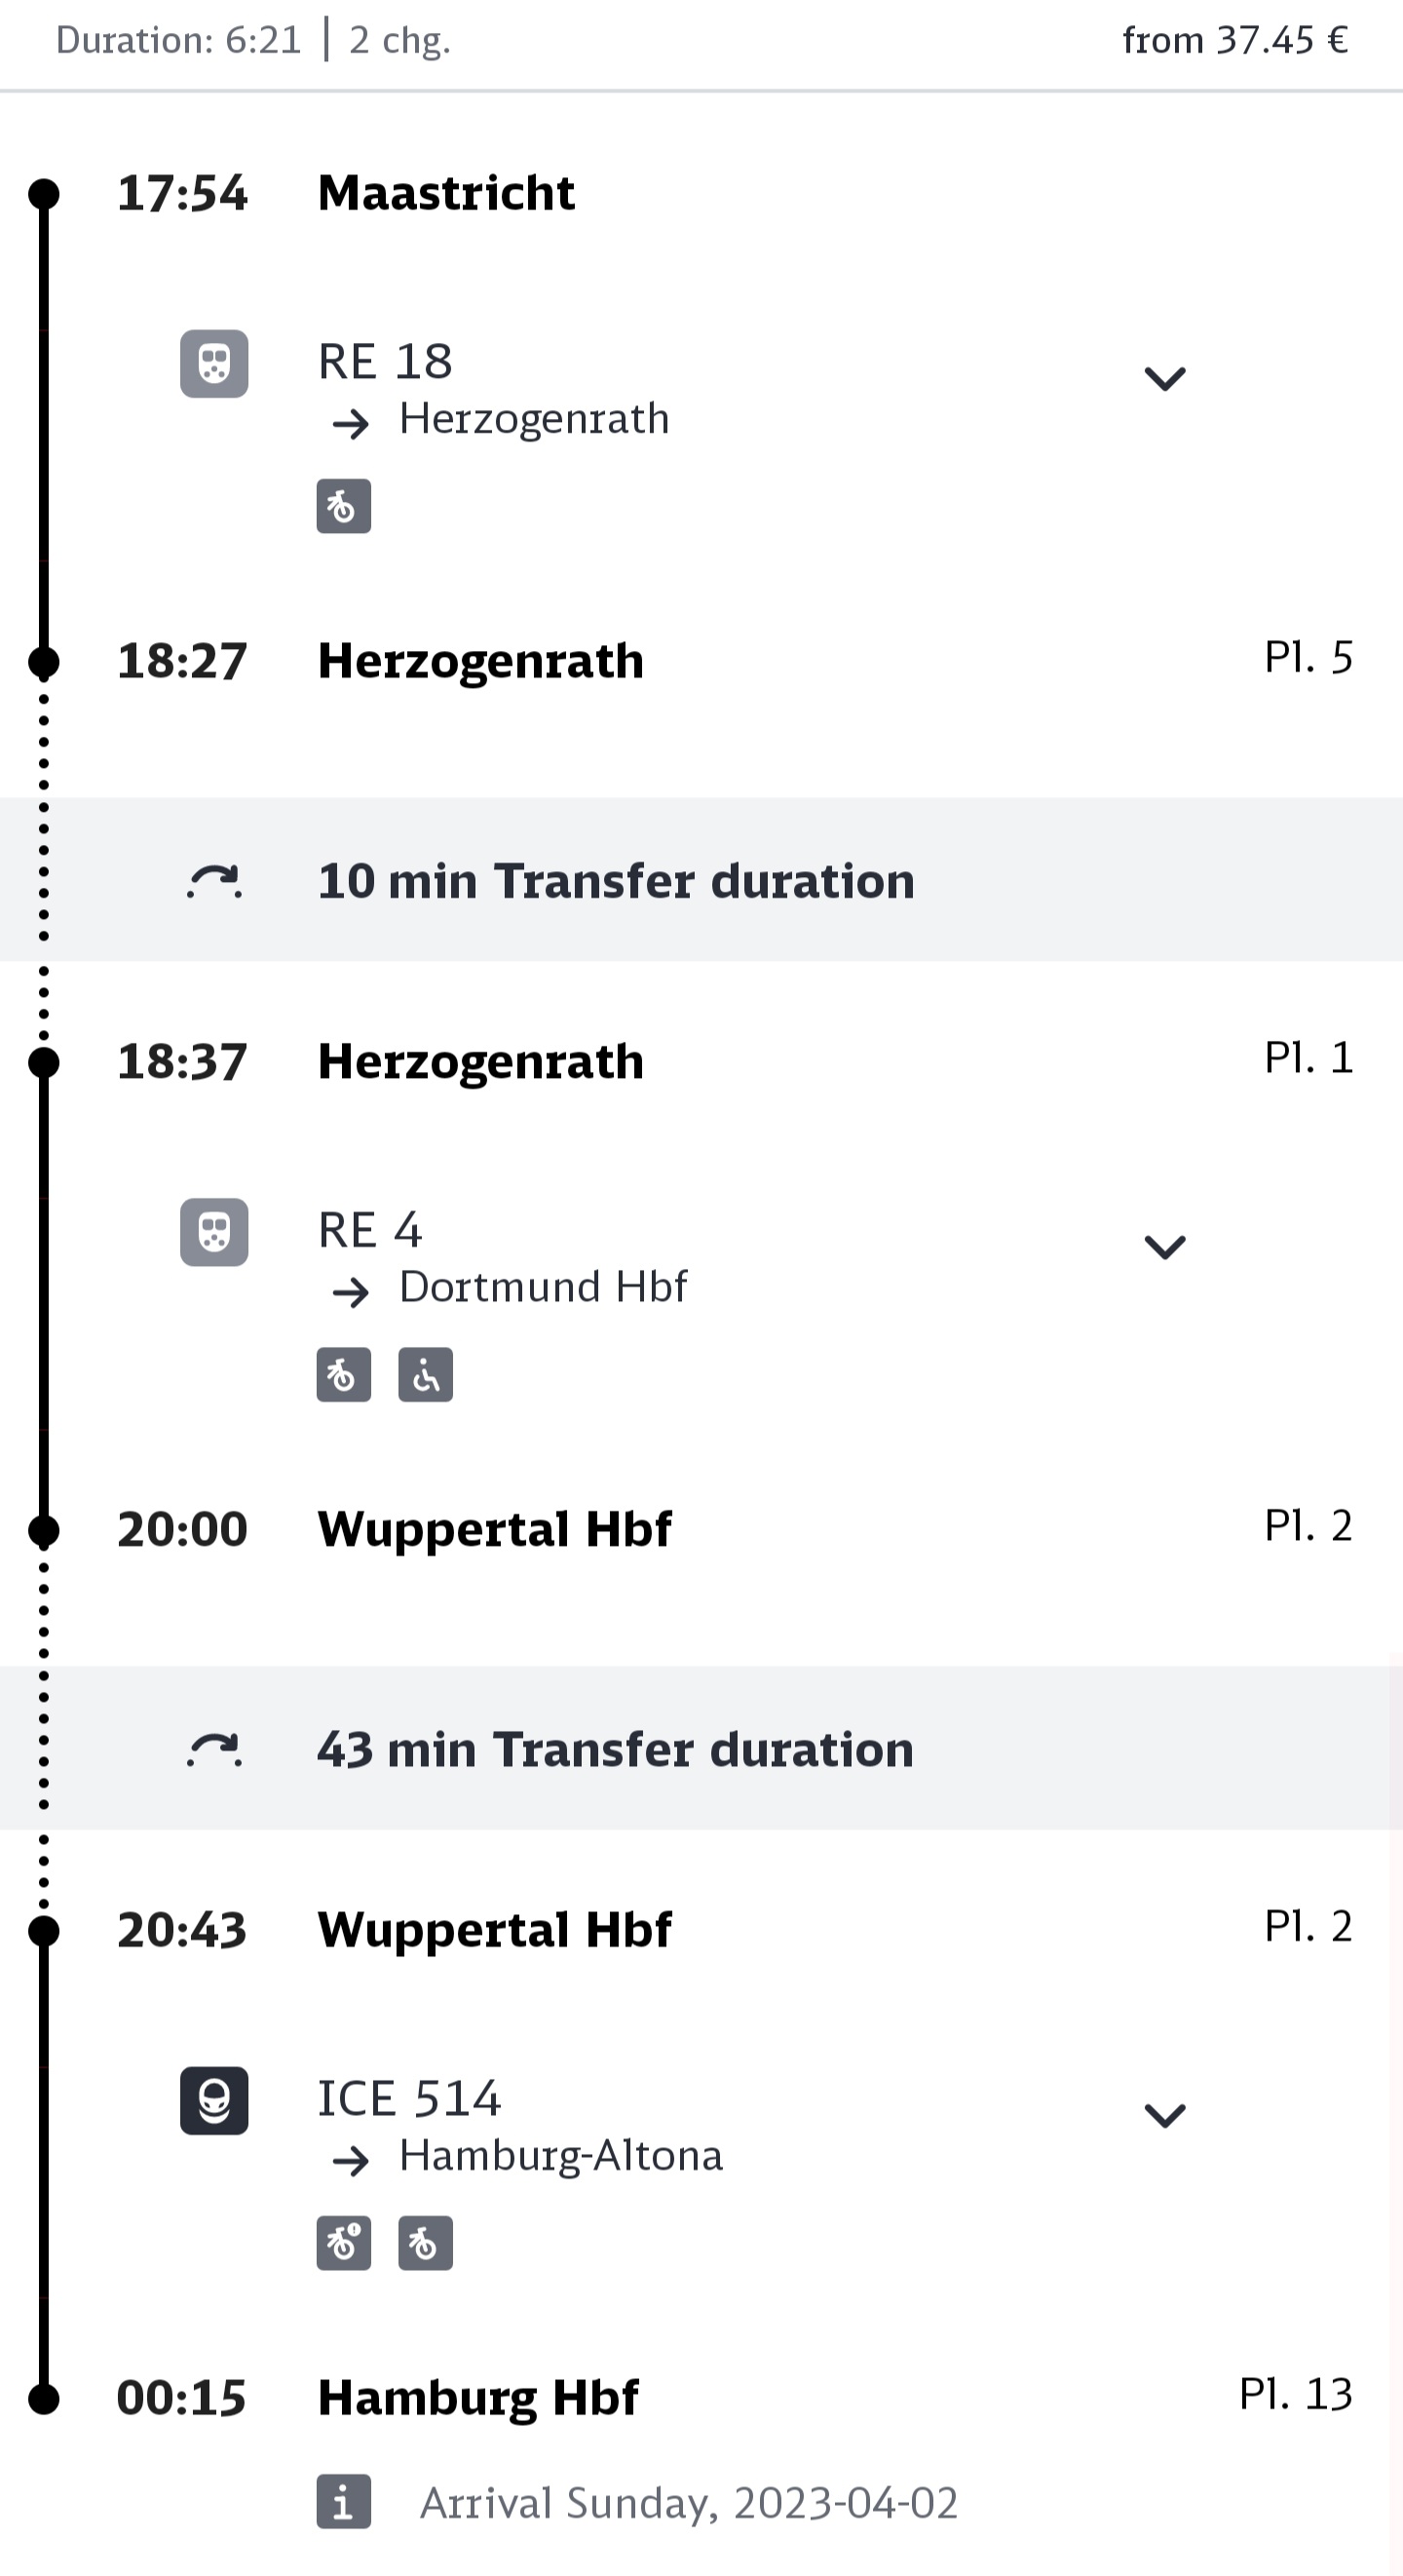 Duration: 6:21 | 2 chg. from 37.45 €
17:54 Maastricht
RE 18
→ Herzogenrath
18:27 Herzogenrath Pl. 5
10 min Transfer duration
18:37 Herzogenrath Pl. 1
RE 4
→ Dortmund Hbf
20:00 Wuppertal Hbf Pl. 2
43 min Transfer duration
20:43 Wuppertal Hbf Pl. 2
ICE 514
→ Hamburg-Altona
00:15 Hamburg Hbf Pl. 13
i Arrival Sunday, 2023-04-02